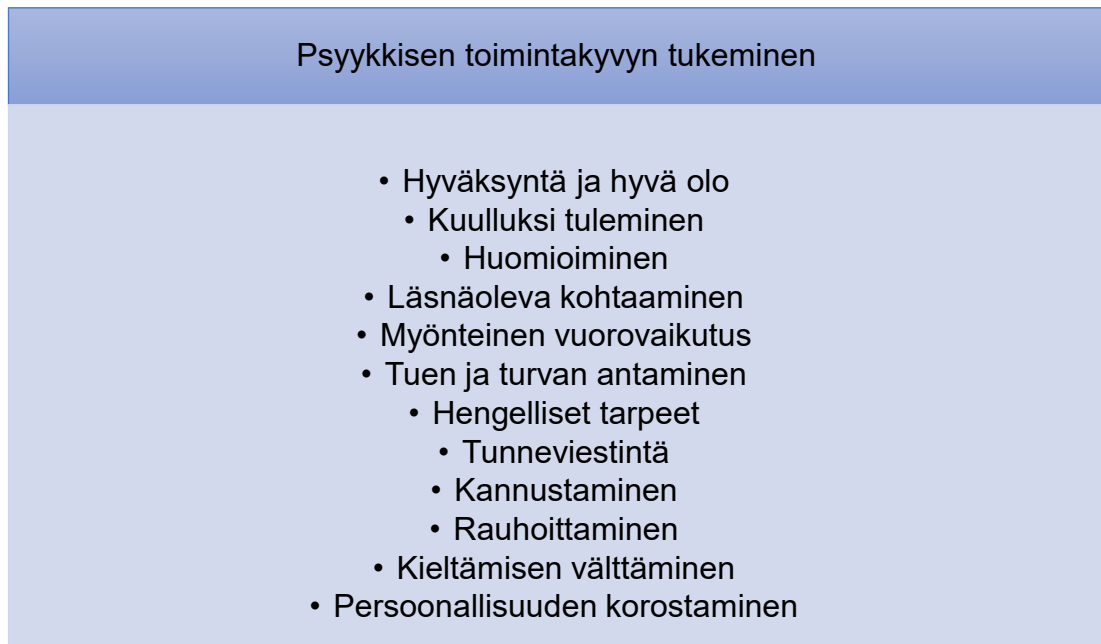 Psyykkisen toimintakyvyn tukeminen
• Hyväksyntä ja hyvä olo
• Kuulluksi tuleminen
• Huomioiminen
• Läsnäoleva kohtaaminen
• Myönteinen vuorovaikutus
• Tuen ja turvan antaminen
• Hengelliset tarpeet
• Tunneviestintä
• Kannustaminen
• Rauhoittaminen
• Kieltämisen välttäminen
• Persoonallisuuden korostaminen